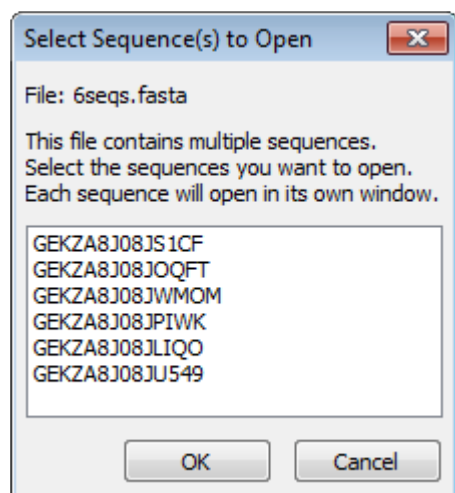 Select Sequence(s) to Open
File: 6seqs.fasta
This file contains multiple sequences.
Select the sequences you want to open.
Each sequence will open in its own window.
GEKZA8J08JS1CF
GEKZA8J08JOQFT
GEKZA8J08JWMOM
GEKZA8J08JPIWK
GEKZA8J08JLIQO
GEKZA8J08JU549
OK
Cancel